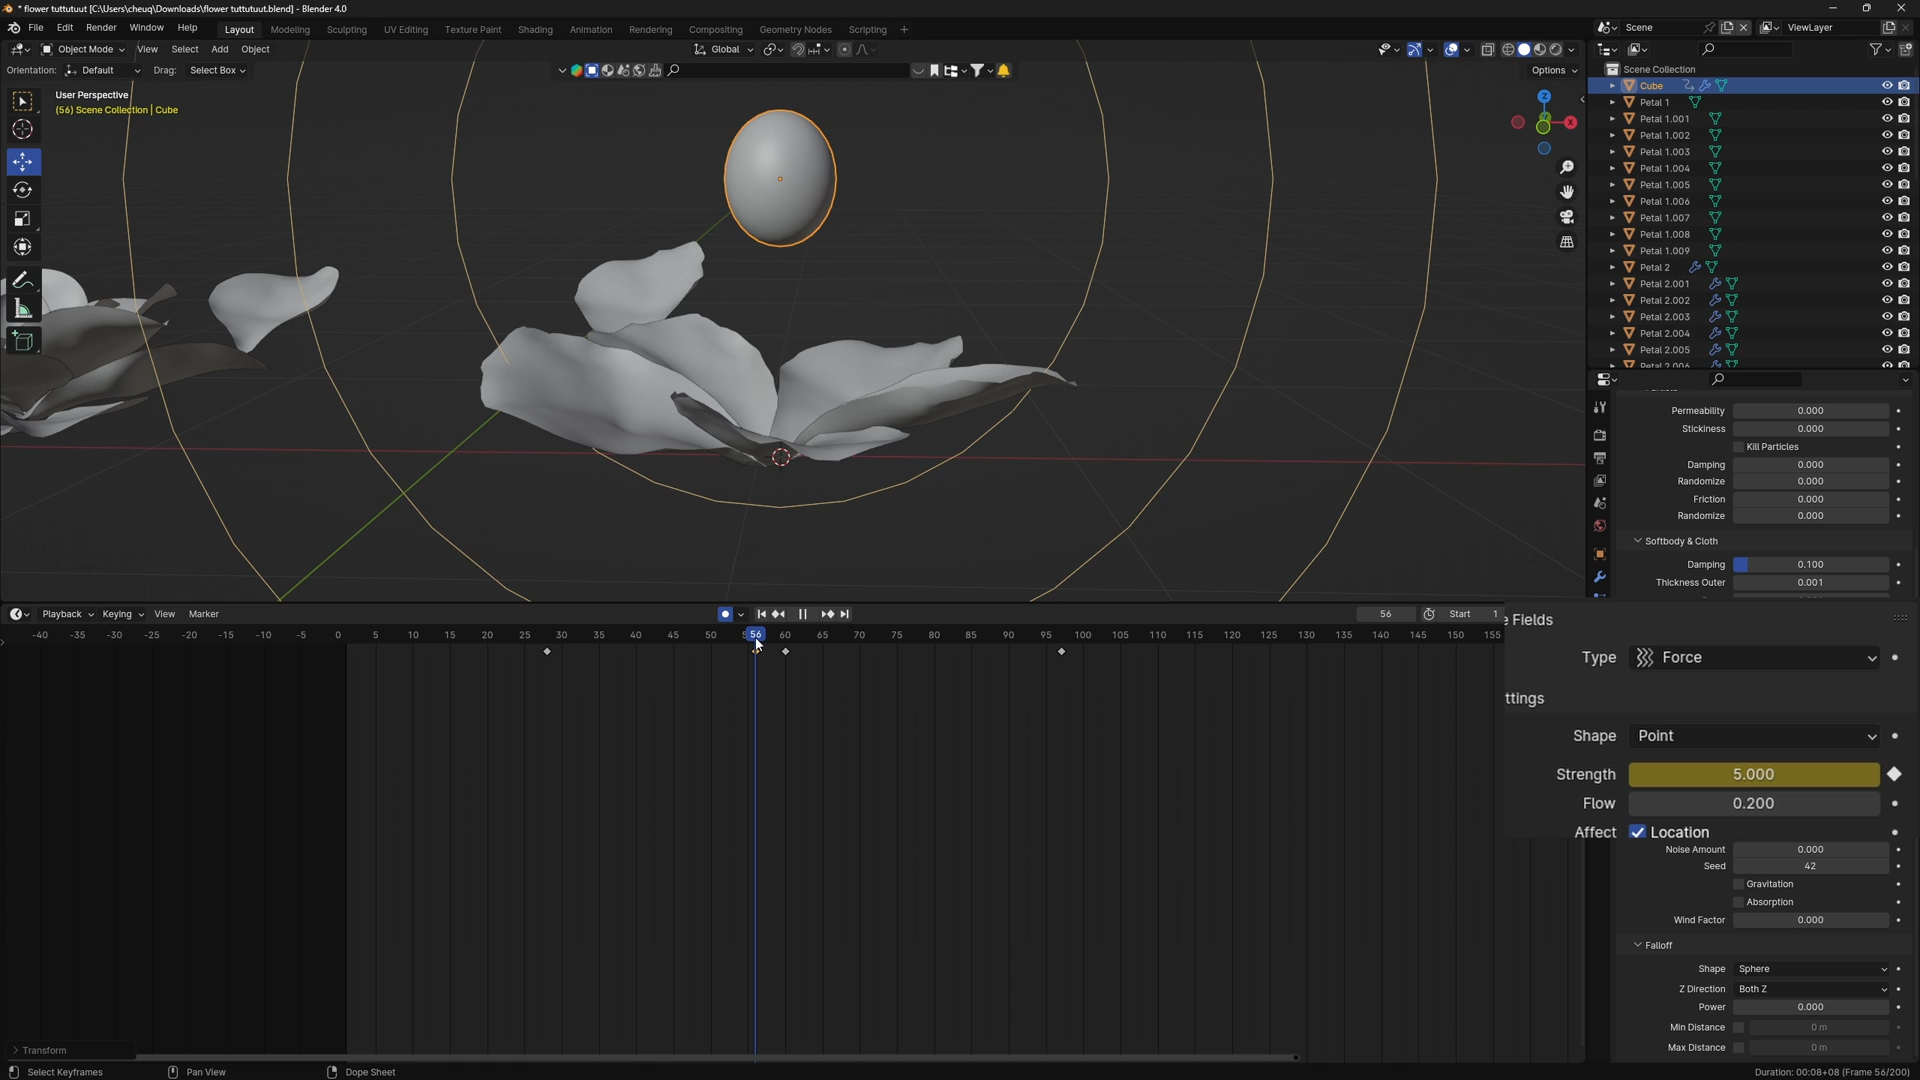 * flower tuttutuut [C:\Users\cheuq\Downloads\flower tuttutuut.blend] - Blender 4.0
File Edit Render Window Help Layout Modeling Sculpting UV Editing Texture Paint Shading Animation Rendering Compositing Geometry Nodes Scripting + Scene ViewLayer
Object Mode View Select Add Object Global
Orientation: Default Drag: Select Box Options
User Perspective
(56) Scene Collection | Cube
Z
X
Scene Collection
Cube
Petal 1
Petal 1.001
Petal 1.002
Petal 1.003
Petal 1.004
Petal 1.005
Petal 1.006
Petal 1.007
Petal 1.008
Petal 1.009
Petal 2
Petal 2.001
Petal 2.002
Petal 2.003
Petal 2.004
Petal 2.005
Petal 2.006
Permeability 0.000
Stickiness 0.000
Kill Particles
Damping 0.000
Randomize 0.000
Friction 0.000
Randomize 0.000
Softbody & Cloth
Damping 0.100
Thickness Outer 0.001
Playback Keying View Marker 56 Start 1
-40 -35 -30 -25 -20 -15 -10 -5 0 5 10 15 20 25 30 35 40 45 50 56 60 65 70 75 80 85 90 95 100 105 110 115 120 125 130 135 140 145 150 155
e Fields
Type Force
ttings
Shape Point
Strength 5.000
Flow 0.200
Affect Location
Noise Amount 0.000
Seed 42
Gravitation
Absorption
Wind Factor 0.000
Falloff
Shape Sphere
Z Direction Both Z
Power 0.000
Min Distance 0 m
Max Distance 0 m
Transform
Select Keyframes Pan View Dope Sheet Duration: 00:08+08 (Frame 56/200)